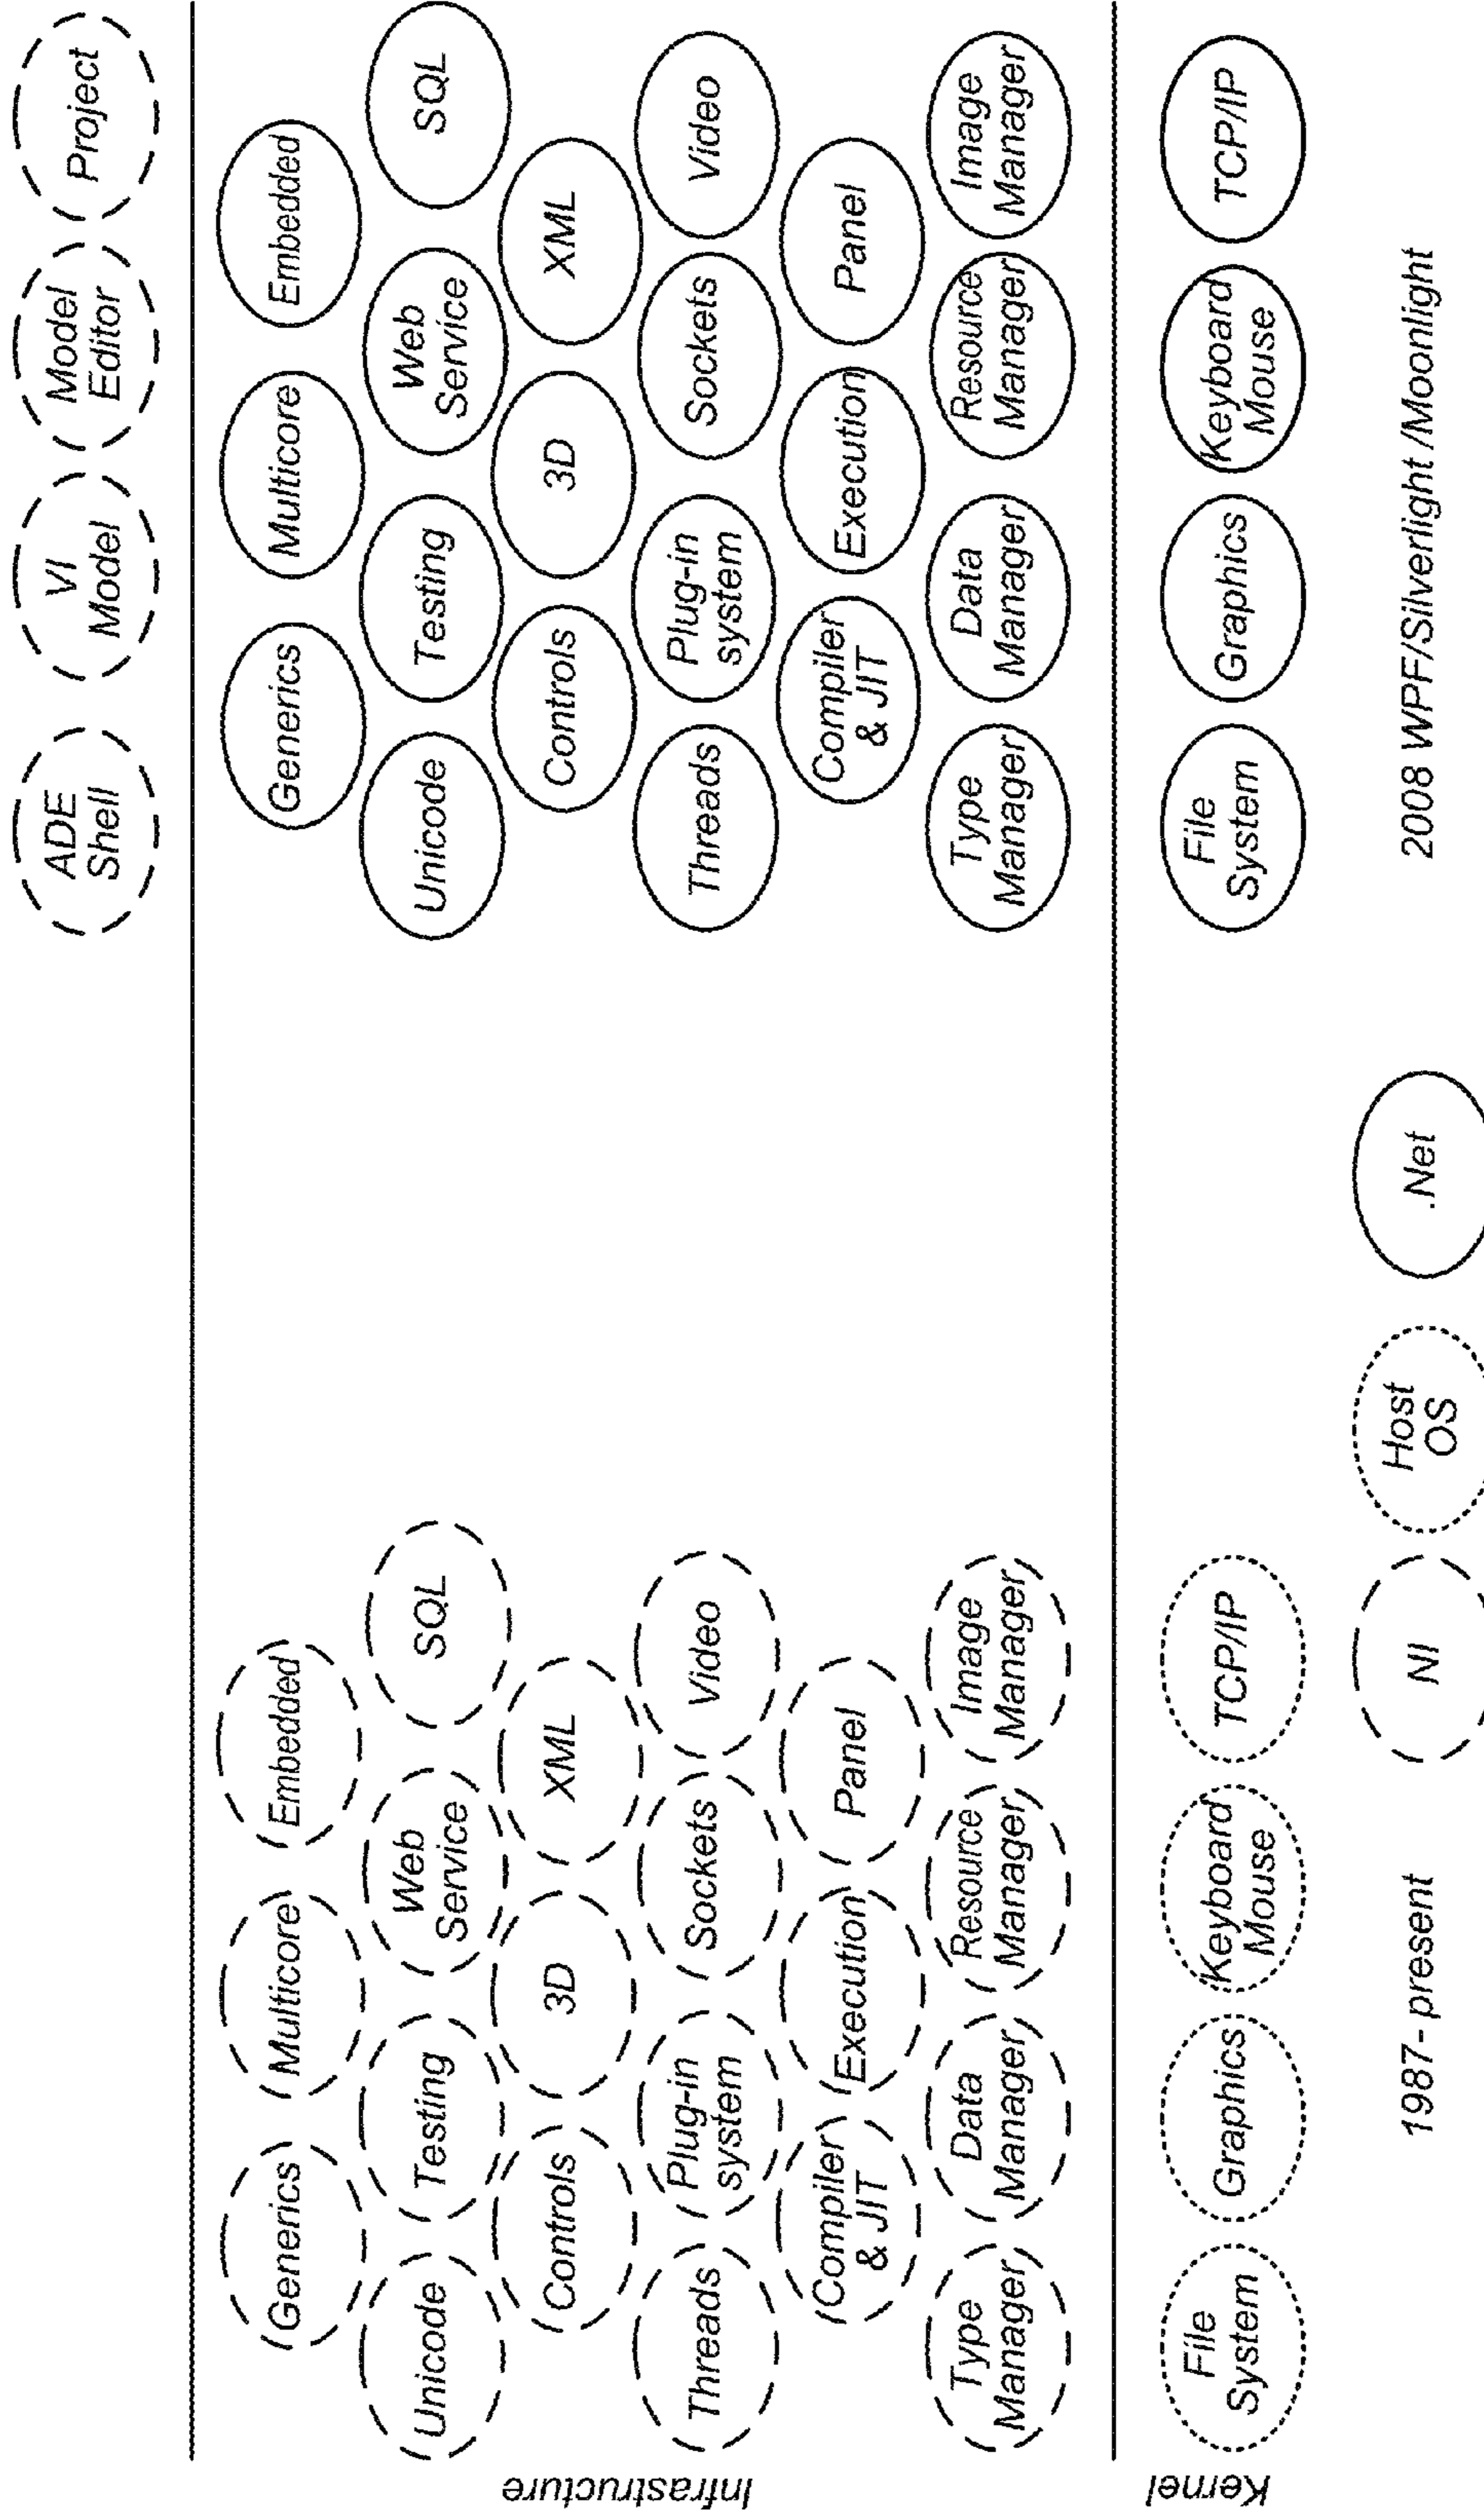 ADE
Shell
VI
Model
Model
Editor
Project
Infrastructure
Generics
Multicore
Embedded
Unicode
Testing
Web
Service
SQL
Controls
3D
XML
Threads
Plug-in
system
Sockets
Video
Compiler
& JIT
Execution
Panel
Type
Manager
Data
Manager
Resource
Manager
Image
Manager
Generics
Multicore
Embedded
Unicode
Testing
Web
Service
SQL
Controls
3D
XML
Threads
Plug-in
system
Sockets
Video
Compiler
& JIT
Execution
Panel
Type
Manager
Data
Manager
Resource
Manager
Image
Manager
Kernel
File
System
Graphics
Keyboard
Mouse
TCP/IP
File
System
Graphics
Keyboard
Mouse
TCP/IP
1987- present
NI
Host
OS
.Net
2008 WPF/Silverlight /Moonlight